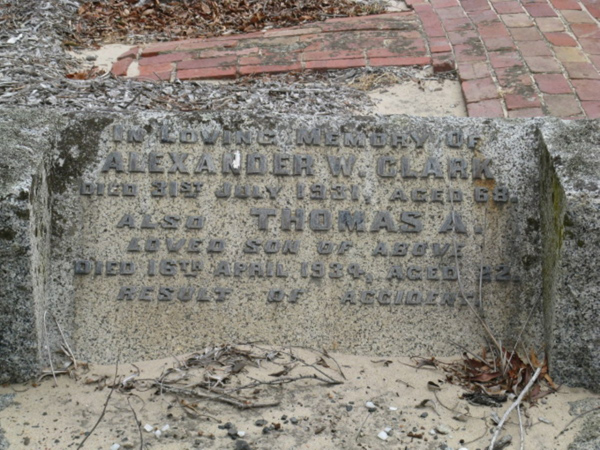 IN LOVING MEMORY OF
ALEXANDER W. CLARK
DIED 31ST JULY 1931, AGED 68.
ALSO THOMAS A.
LOVED SON OF ABOVE
DIED 16TH APRIL 1934, AGED 22.
RESULT OF ACCIDENT